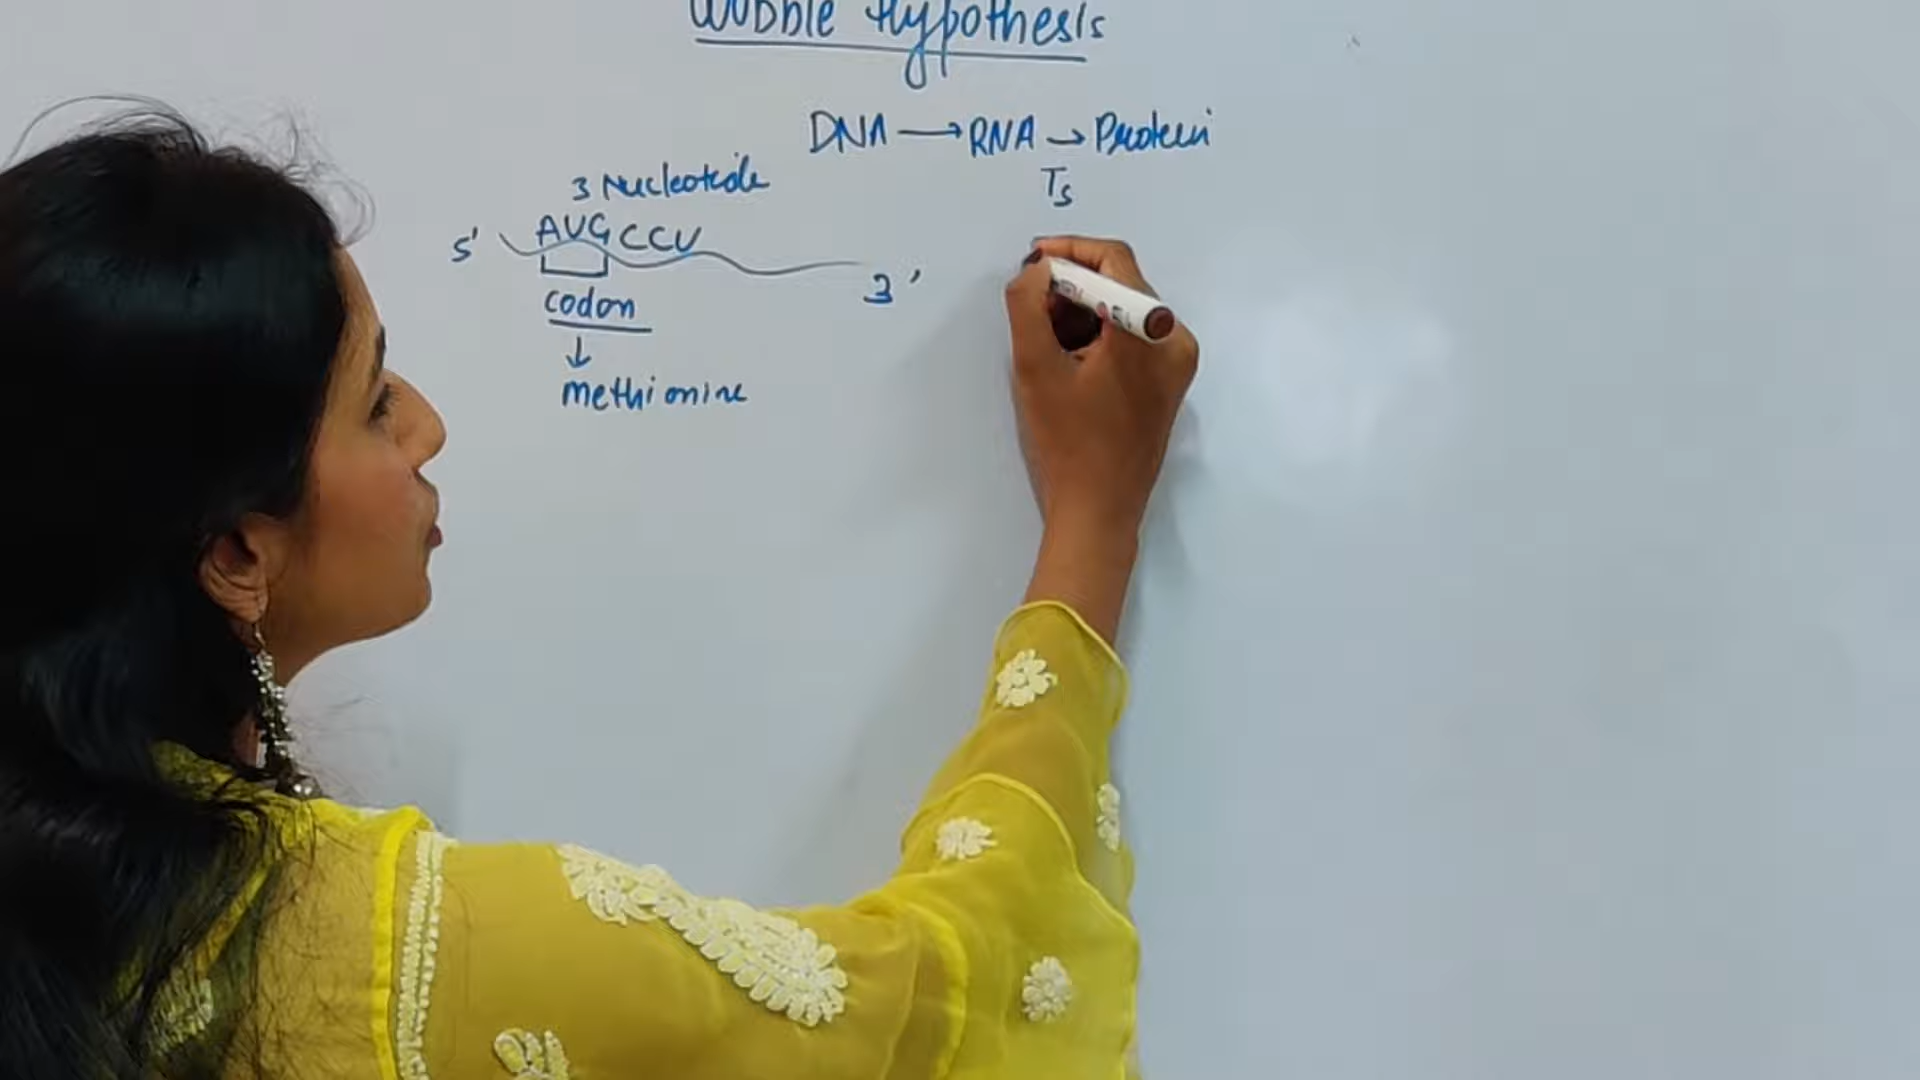 Wobble Hypothesis
DNA → RNA → Protein
Ts
3 Nucleotide
5' AUG CCU
3'
codon
↓
Methionine